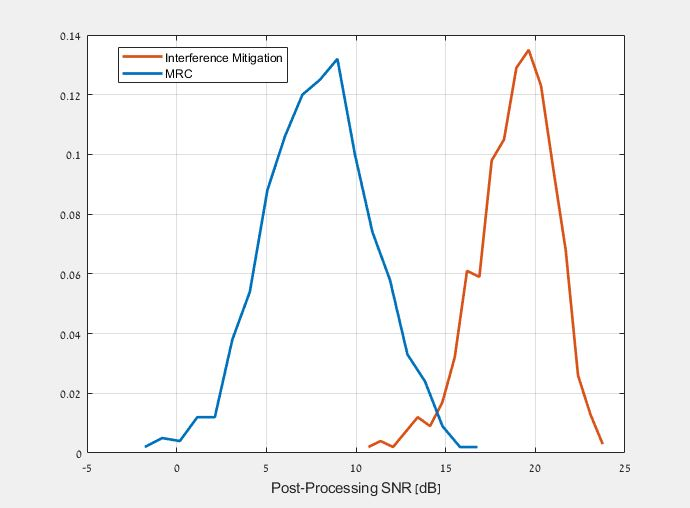 0.14
Interference Mitigation
MRC
0.12
0.1
0.08
0.06
0.04
0.02
0
-5 0 5 10 15 20 25
Post-Processing SNR [dB]